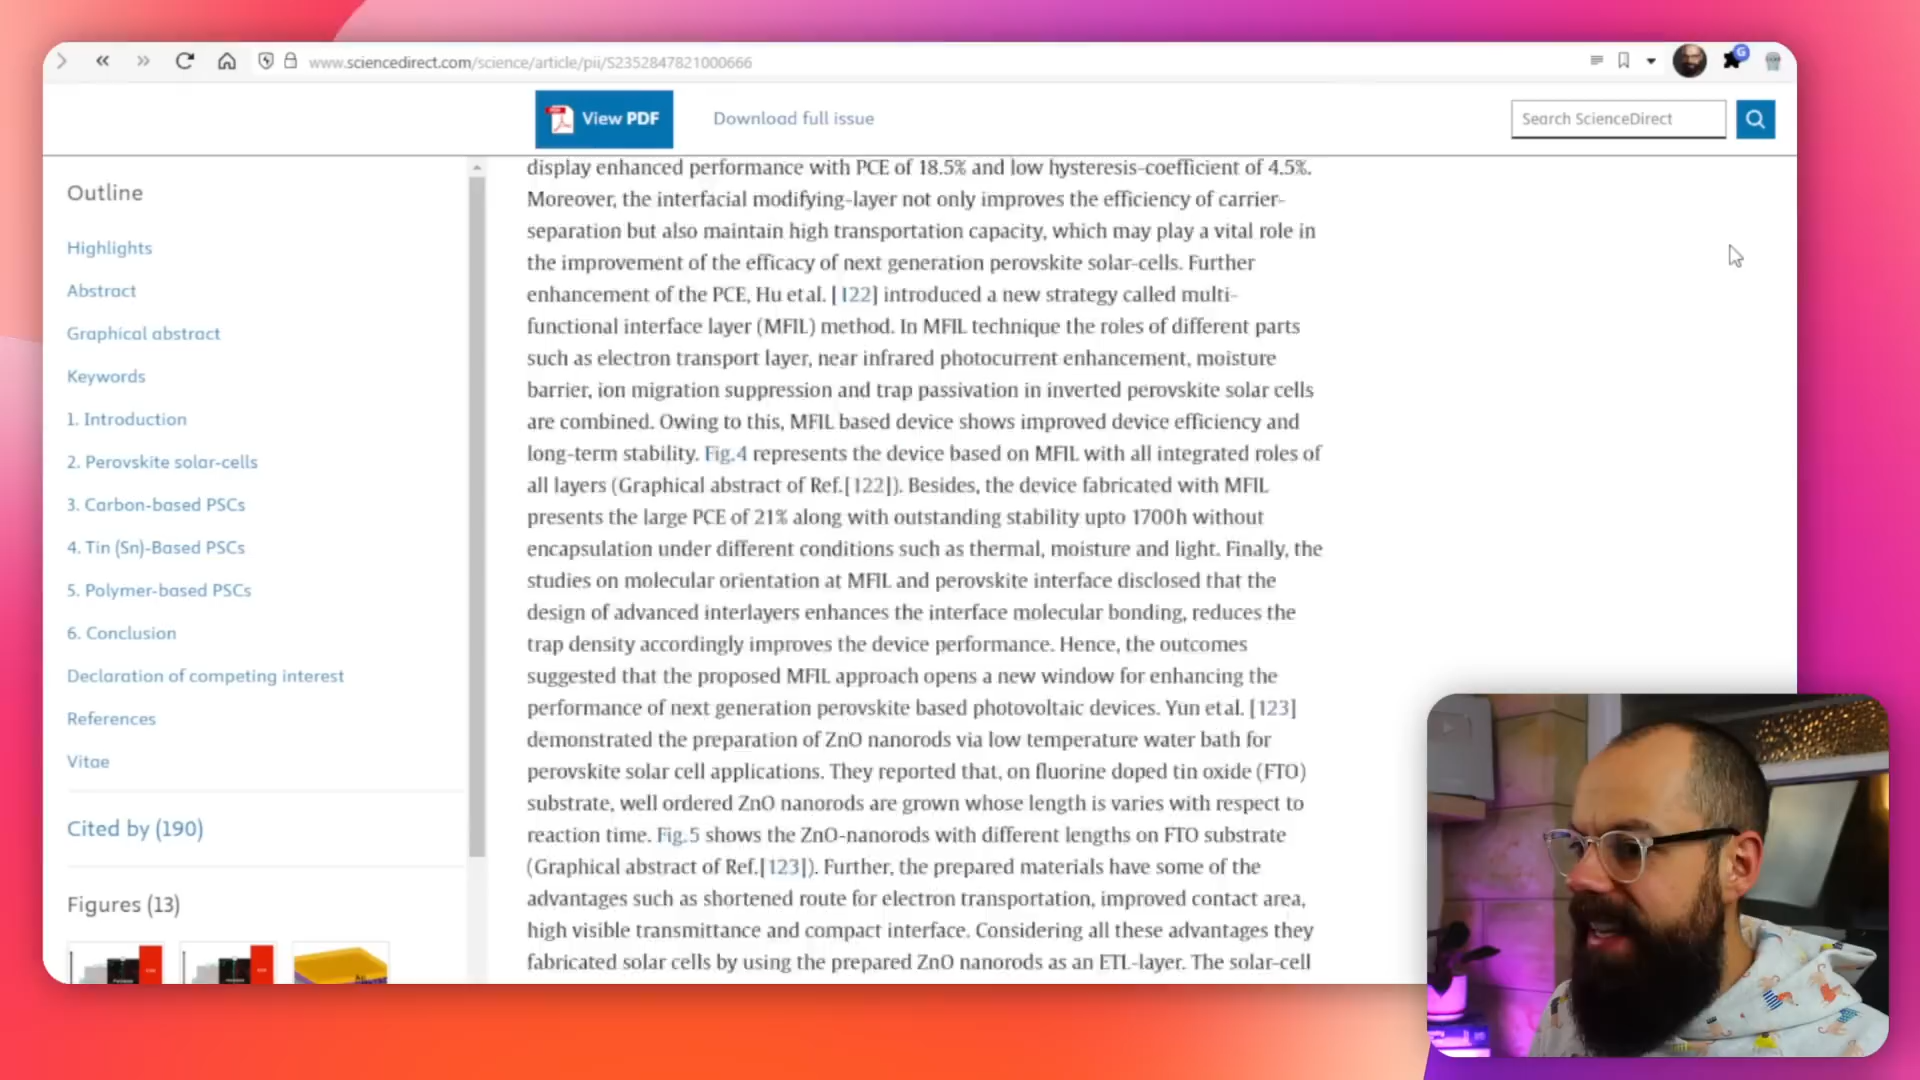 www.sciencedirect.com/science/article/pii/S2352847821000666
G
View PDF
Download full issue
Search ScienceDirect
Outline
Highlights
Abstract
Graphical abstract
Keywords
1. Introduction
2. Perovskite solar-cells
3. Carbon-based PSCs
4. Tin (Sn)-Based PSCs
5. Polymer-based PSCs
6. Conclusion
Declaration of competing interest
References
Vitae
Cited by (190)
Figures (13)
display enhanced performance with PCE of 18.5% and low hysteresis-coefficient of 4.5%.
Moreover, the interfacial modifying-layer not only improves the efficiency of carrier-
separation but also maintain high transportation capacity, which may play a vital role in
the improvement of the efficacy of next generation perovskite solar-cells. Further
enhancement of the PCE, Hu et al. [122] introduced a new strategy called multi-
functional interface layer (MFIL) method. In MFIL technique the roles of different parts
such as electron transport layer, near infrared photocurrent enhancement, moisture
barrier, ion migration suppression and trap passivation in inverted perovskite solar cells
are combined. Owing to this, MFIL based device shows improved device efficiency and
long-term stability. Fig. 4 represents the device based on MFIL with all integrated roles of
all layers (Graphical abstract of Ref. [122]). Besides, the device fabricated with MFIL
presents the large PCE of 21% along with outstanding stability upto 1700h without
encapsulation under different conditions such as thermal, moisture and light. Finally, the
studies on molecular orientation at MFIL and perovskite interface disclosed that the
design of advanced interlayers enhances the interface molecular bonding, reduces the
trap density accordingly improves the device performance. Hence, the outcomes
suggested that the proposed MFIL approach opens a new window for enhancing the
performance of next generation perovskite based photovoltaic devices. Yun et al. [123]
demonstrated the preparation of ZnO nanorods via low temperature water bath for
perovskite solar cell applications. They reported that, on fluorine doped tin oxide (FTO)
substrate, well ordered ZnO nanorods are grown whose length is varies with respect to
reaction time. Fig. 5 shows the ZnO-nanorods with different lengths on FTO substrate
(Graphical abstract of Ref. [123]). Further, the prepared materials have some of the
advantages such as shortened route for electron transportation, improved contact area,
high visible transmittance and compact interface. Considering all these advantages they
fabricated solar cells by using the prepared ZnO nanorods as an ETL-layer. The solar-cell